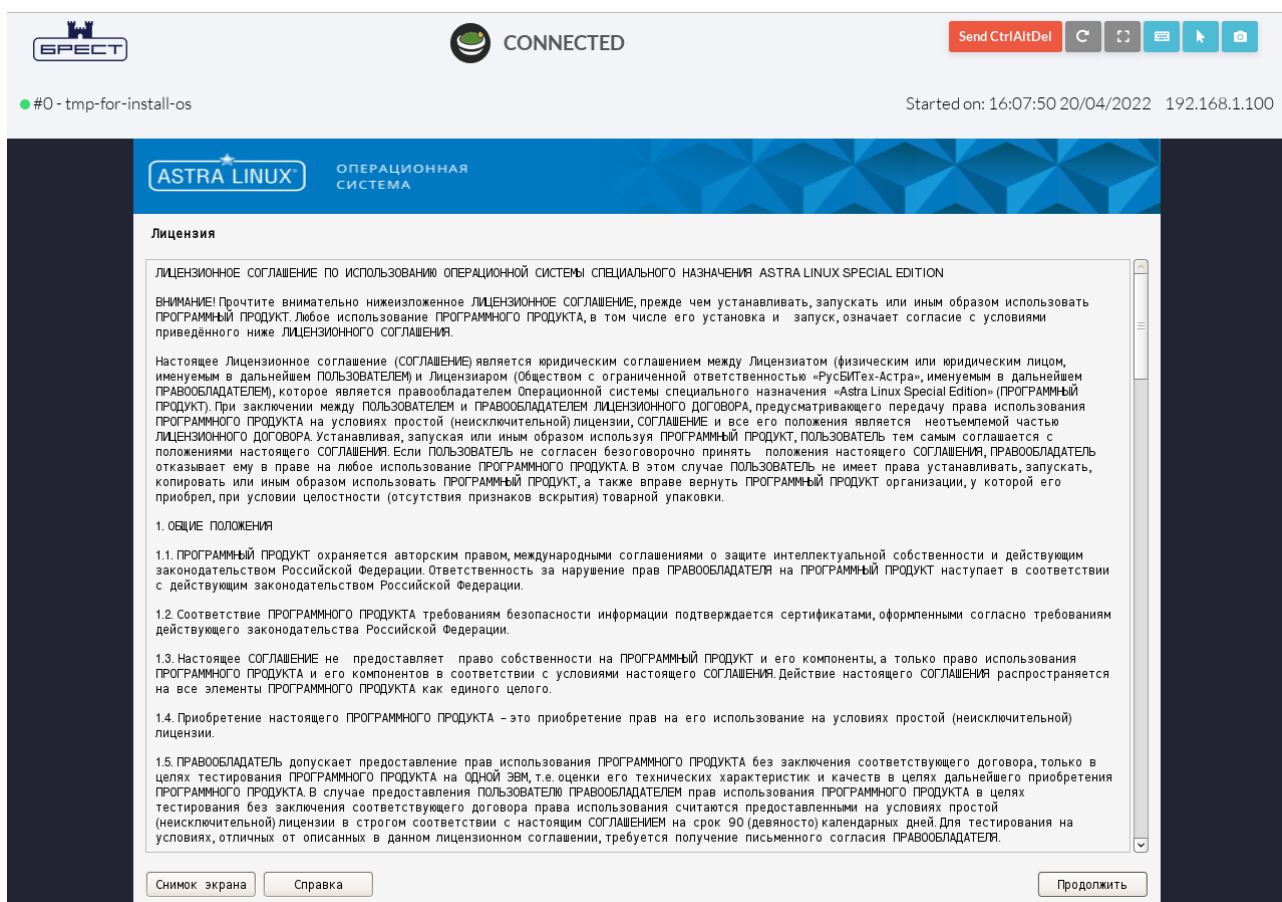 БРЕСТ
CONNECTED
Send CtrlAltDel
#0 - tmp-for-install-os
Started on: 16:07:50 20/04/2022 192.168.1.100
ASTRA LINUX®
ОПЕРАЦИОННАЯ
СИСТЕМА
Лицензия
ЛИЦЕНЗИОННОЕ СОГЛАШЕНИЕ ПО ИСПОЛЬЗОВАНИЮ ОПЕРАЦИОННОЙ СИСТЕМЫ СПЕЦИАЛЬНОГО НАЗНАЧЕНИЯ ASTRA LINUX SPECIAL EDITION
ВНИМАНИЕ! Прочтите внимательно нижеизложенное ЛИЦЕНЗИОННОЕ СОГЛАШЕНИЕ, прежде чем устанавливать, запускать или иным образом использовать
ПРОГРАММНЫЙ ПРОДУКТ. Любое использование ПРОГРАММНОГО ПРОДУКТА, в том числе его установка и запуск, означает согласие с условиями
приведённого ниже ЛИЦЕНЗИОННОГО СОГЛАШЕНИЯ.
Настоящее Лицензионное соглашение (СОГЛАШЕНИЕ) является юридическим соглашением между Лицензиатом (физическим или юридическим лицом,
именуемым в дальнейшем ПОЛЬЗОВАТЕЛЕМ) и Лицензиаром (Обществом с ограниченной ответственностью «РусБИТех-Астра», именуемым в дальнейшем
ПРАВООБЛАДАТЕЛЕМ), которое является правообладателем Операционной системы специального назначения «Astra Linux Special Edition» (ПРОГРАММНЫЙ
ПРОДУКТ). При заключении между ПОЛЬЗОВАТЕЛЕМ и ПРАВООБЛАДАТЕЛЕМ ЛИЦЕНЗИОННОГО ДОГОВОРА, предусматривающего передачу права использования
ПРОГРАММНОГО ПРОДУКТА на условиях простой (неисключительной) лицензии, СОГЛАШЕНИЕ и все его положения является неотъемлемой частью
ЛИЦЕНЗИОННОГО ДОГОВОРА. Устанавливая, запуская или иным образом используя ПРОГРАММНЫЙ ПРОДУКТ, ПОЛЬЗОВАТЕЛЬ тем самым соглашается с
положениями настоящего СОГЛАШЕНИЯ. Если ПОЛЬЗОВАТЕЛЬ не согласен безоговорочно принять положения настоящего СОГЛАШЕНИЯ, ПРАВООБЛАДАТЕЛЬ
отказывает ему в праве на любое использование ПРОГРАММНОГО ПРОДУКТА. В этом случае ПОЛЬЗОВАТЕЛЬ не имеет права устанавливать, запускать,
копировать или иным образом использовать ПРОГРАММНЫЙ ПРОДУКТ, а также вправе вернуть ПРОГРАММНЫЙ ПРОДУКТ организации, у которой его
приобрел, при условии целостности (отсутствия признаков вскрытия) товарной упаковки.
1. ОБЩИЕ ПОЛОЖЕНИЯ
1.1. ПРОГРАММНЫЙ ПРОДУКТ охраняется авторским правом, международными соглашениями о защите интеллектуальной собственности и действующим
законодательством Российской Федерации. Ответственность за нарушение прав ПРАВООБЛАДАТЕЛЯ на ПРОГРАММНЫЙ ПРОДУКТ наступает в соответствии
с действующим законодательством Российской Федерации.
1.2. Соответствие ПРОГРАММНОГО ПРОДУКТА требованиям безопасности информации подтверждается сертификатами, оформленными согласно требованиям
действующего законодательства Российской Федерации.
1.3. Настоящее СОГЛАШЕНИЕ не предоставляет право собственности на ПРОГРАММНЫЙ ПРОДУКТ и его компоненты, а только право использования
ПРОГРАММНОГО ПРОДУКТА и его компонентов в соответствии с условиями настоящего СОГЛАШЕНИЯ. Действие настоящего СОГЛАШЕНИЯ распространяется
на все элементы ПРОГРАММНОГО ПРОДУКТА как единого целого.
1.4. Приобретение настоящего ПРОГРАММНОГО ПРОДУКТА – это приобретение прав на его использование на условиях простой (неисключительной)
лицензии.
1.5. ПРАВООБЛАДАТЕЛЬ допускает предоставление прав использования ПРОГРАММНОГО ПРОДУКТА без заключения соответствующего договора, только в
целях тестирования ПРОГРАММНОГО ПРОДУКТА на ОДНОЙ ЭВМ, т.е. оценки его технических характеристик и качеств в целях дальнейшего приобретения
ПРОГРАММНОГО ПРОДУКТА. В случае предоставления ПОЛЬЗОВАТЕЛЮ ПРАВООБЛАДАТЕЛЕМ прав использования ПРОГРАММНОГО ПРОДУКТА в целях
тестирования без заключения соответствующего договора права использования считаются предоставленными на условиях простой
(неисключительной) лицензии в строгом соответствии с настоящим СОГЛАШЕНИЕМ на срок 90 (девяносто) календарных дней. Для тестирования на
условиях, отличных от описанных в данном лицензионном соглашении, требуется получение письменного согласия ПРАВООБЛАДАТЕЛЯ.
Снимок экрана
Справка
Продолжить